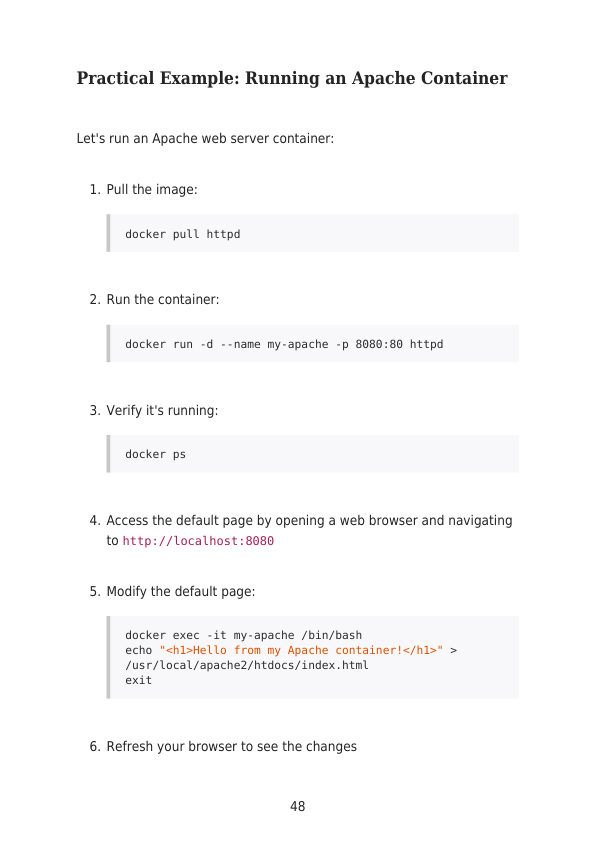 Practical Example: Running an Apache Container
Let's run an Apache web server container:
1. Pull the image:
docker pull httpd
2. Run the container:
docker run -d --name my-apache -p 8080:80 httpd
3. Verify it's running:
docker ps
4. Access the default page by opening a web browser and navigating
to http://localhost:8080
5. Modify the default page:
docker exec -it my-apache /bin/bash
echo "<h1>Hello from my Apache container!</h1>" >
/usr/local/apache2/htdocs/index.html
exit
6. Refresh your browser to see the changes
48